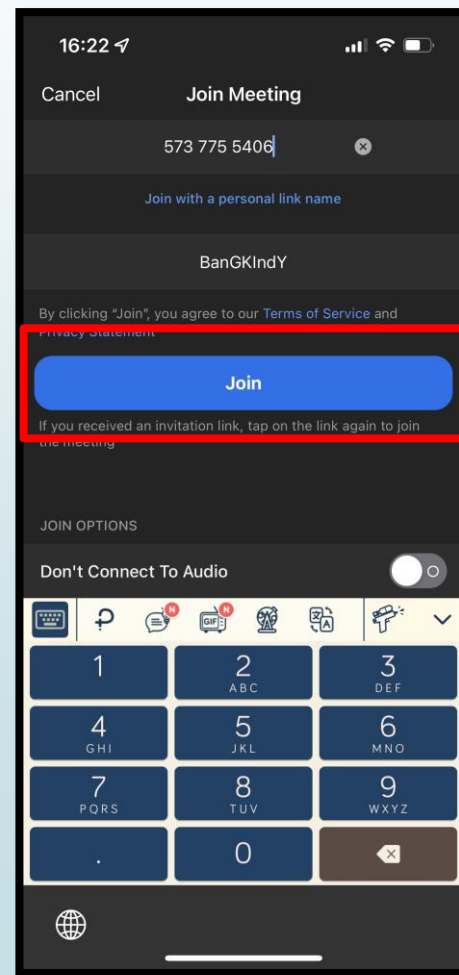 16:22
Cancel
Join Meeting
573 775 5406
Join with a personal link name
BanGKIndY
By clicking "Join", you agree to our Terms of Service and
Privacy Statement
Join
If you received an invitation link, tap on the link again to join
the meeting
JOIN OPTIONS
Don't Connect To Audio
N
GIF
N
A
1
2
ABC
3
DEF
4
GHI
5
JKL
6
MNO
7
PQRS
8
TUV
9
WXYZ
.
0